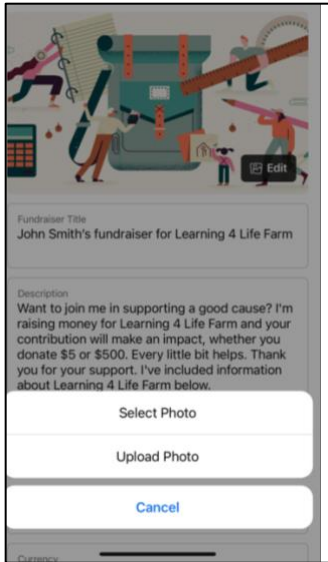 Edit
Fundraiser Title
John Smith's fundraiser for Learning 4 Life Farm
Description
Want to join me in supporting a good cause? I'm
raising money for Learning 4 Life Farm and your
contribution will make an impact, whether you
donate $5 or $500. Every little bit helps. Thank
you for your support. I've included information
about Learning 4 Life Farm below.
Select Photo
Upload Photo
Cancel
Currency